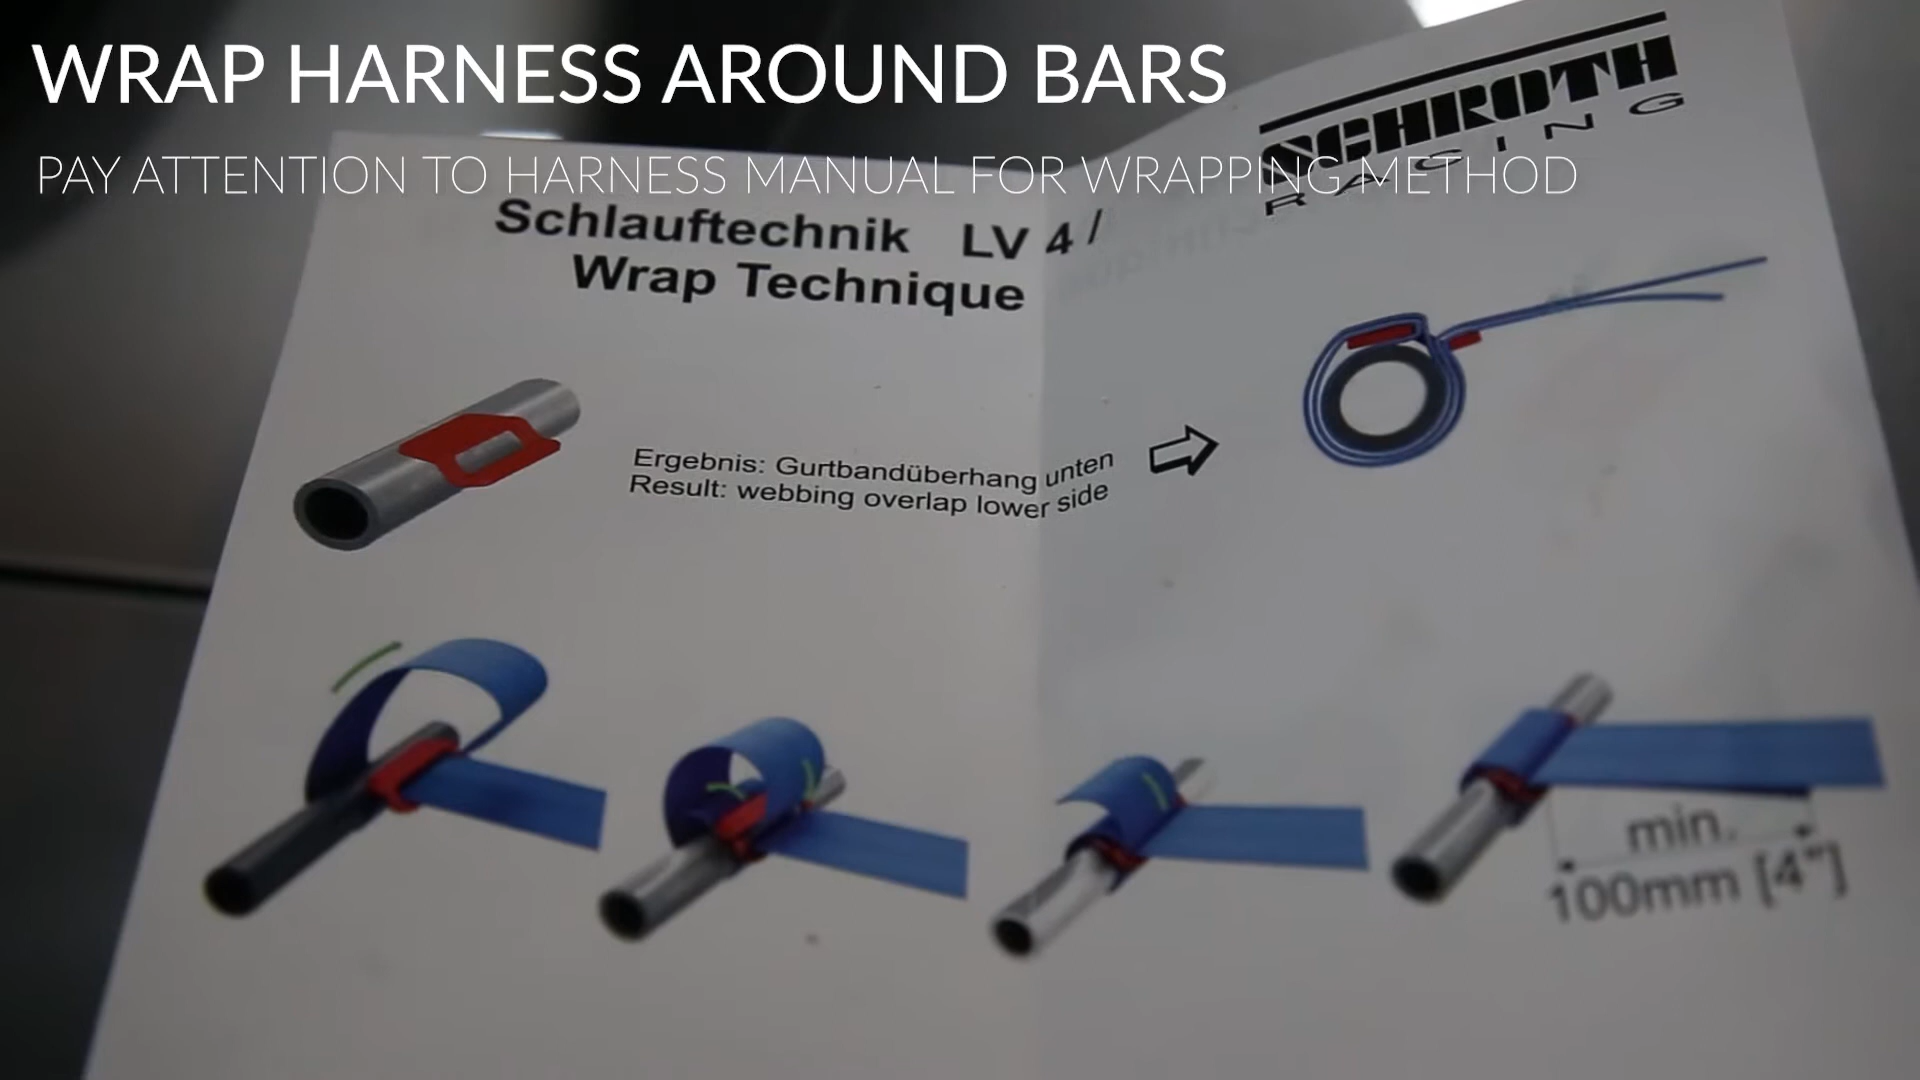 WRAP HARNESS AROUND BARS
PAY ATTENTION TO HARNESS MANUAL FOR WRAPPING METHOD
SCHROTH
RACING
Schlauftechnik LV 4 /
Wrap Technique
Ergebnis: Gurtbandüberhang unten
Result: webbing overlap lower side
min.
100mm [4"]